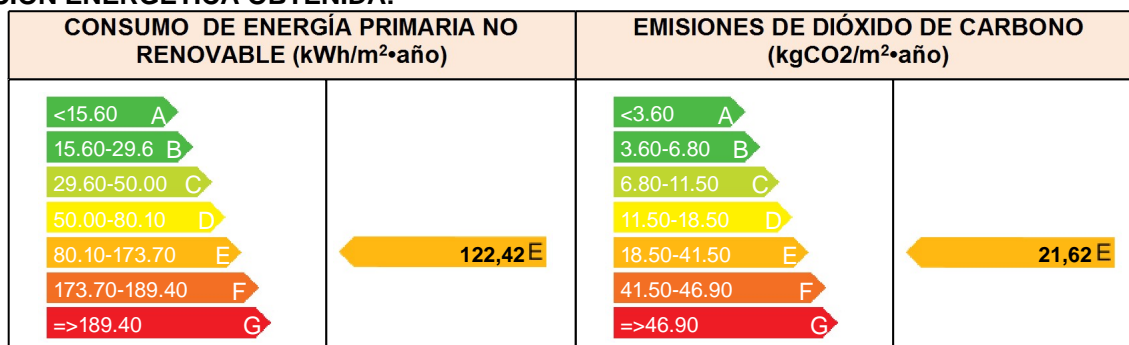 CIÓN ENERGÉTICA OBTENIDA:
CONSUMO DE ENERGÍA PRIMARIA NO
RENOVABLE (kWh/m²•año)
EMISIONES DE DIÓXIDO DE CARBONO
(kgCO2/m²•año)
<15.60 A
15.60-29.6 B
29.60-50.00 C
50.00-80.10 D
80.10-173.70 E
173.70-189.40 F
=>189.40 G
122,42 E
<3.60 A
3.60-6.80 B
6.80-11.50 C
11.50-18.50 D
18.50-41.50 E
41.50-46.90 F
=>46.90 G
21,62 E